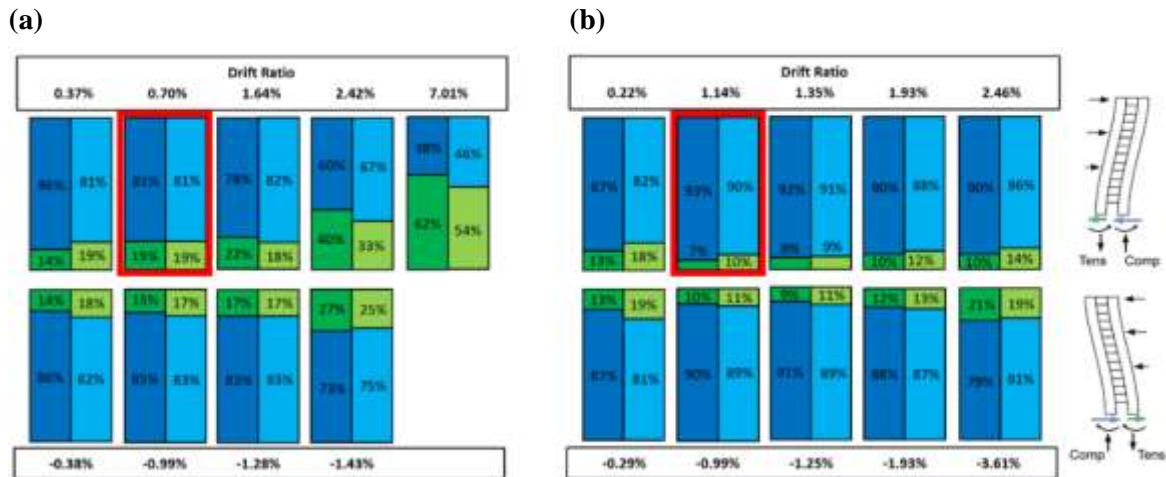 (a) (b)
Drift Ratio Drift Ratio
0.37% 0.70% 1.64% 2.42% 7.01% 0.22% 1.14% 1.35% 1.93% 2.46%
86% 81% 81% 81% 78% 82% 60% 67% 38% 46% 87% 82% 93% 90% 92% 91% 90% 88% 90% 86%
14% 19% 19% 19% 22% 18% 40% 33% 62% 54% 13% 18% 7% 10% 8% 9% 10% 12% 10% 14%
Tens Comp
14% 18% 15% 17% 17% 17% 27% 25% 13% 19% 10% 11% 9% 11% 12% 13% 21% 19%
86% 82% 85% 83% 83% 83% 73% 75% 87% 81% 90% 89% 91% 89% 88% 87% 79% 81%
-0.38% -0.99% -1.28% -1.43% -0.29% -0.99% -1.25% -1.93% -3.61%
Comp Tens